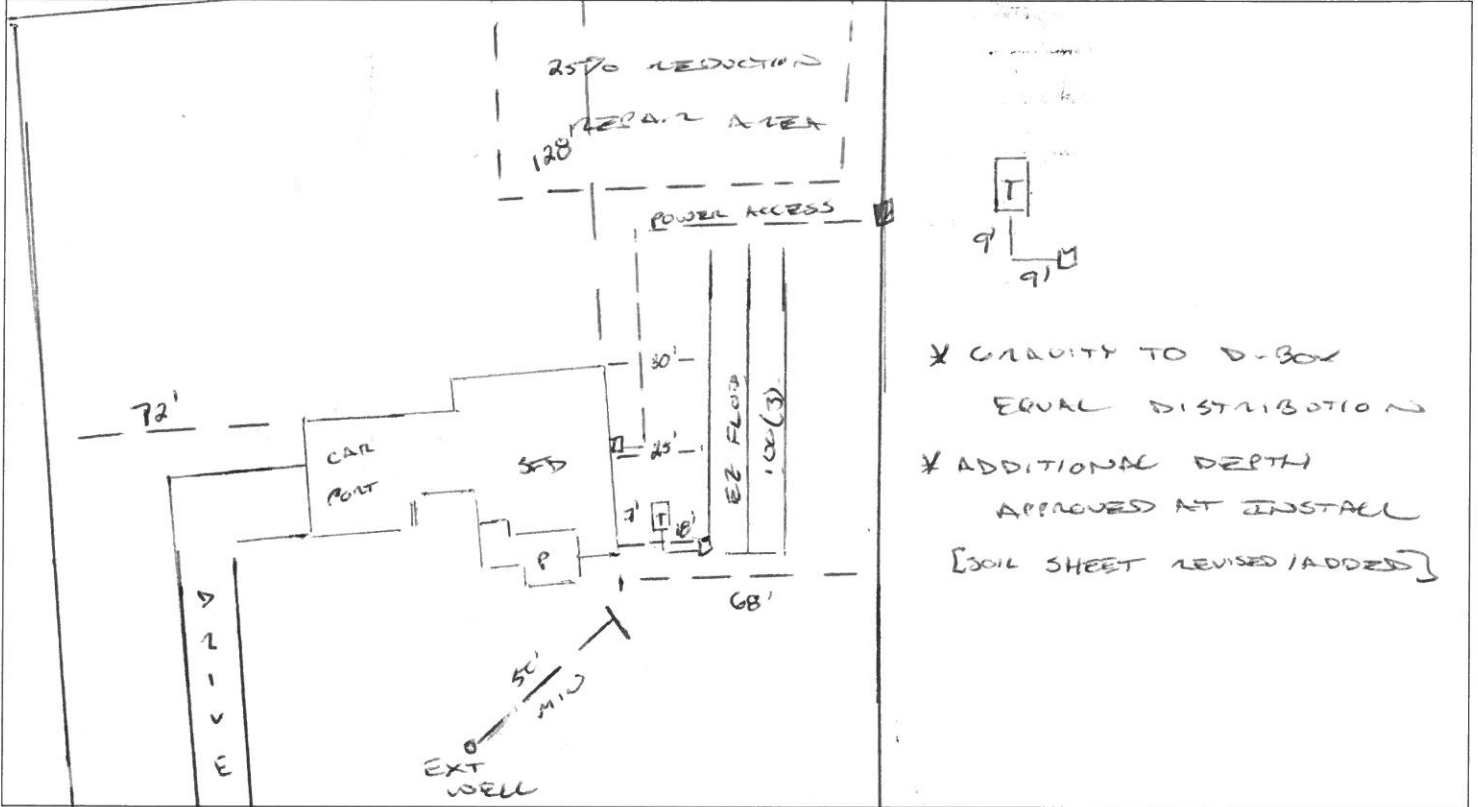 25% REDUCTION
REPAIR AREA
128'
POWER ACCESS
T
9'
9'
30'
72'
* GRAVITY TO D-BOX
EQUAL DISTRIBUTION
CAR
PORT
SFD
25'
EZ FLOW
100(3)
* ADDITIONAL DEPTH
APPROVED AT INSTALL
[SOIL SHEET REVISED/ADDED]
7'
T
18'
P
68'
DRIVE
50'
MIN
EXT
WELL